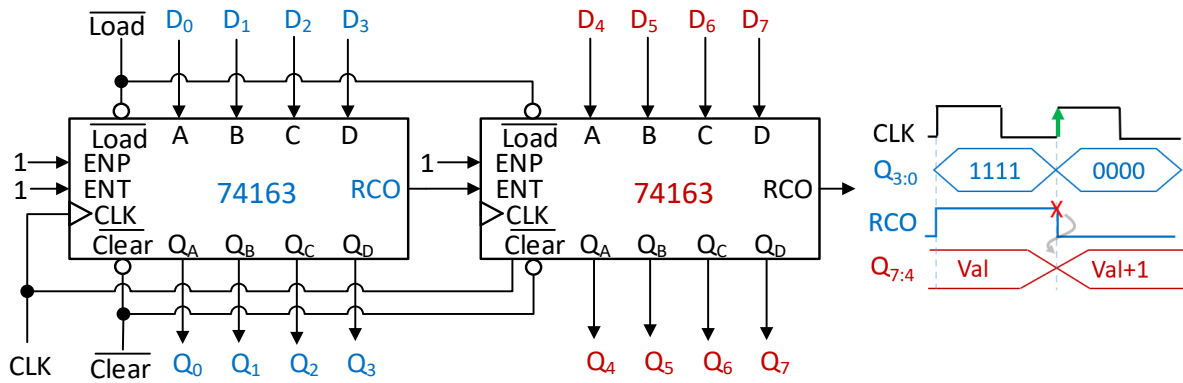 Load D0 D1 D2 D3 D4 D5 D6 D7
Load A B C D Load A B C D
1 ENP 1 ENP
1 ENT 74163 RCO ENT 74163 RCO
CLK CLK
Clear QA QB QC QD Clear QA QB QC QD
CLK Clear Q0 Q1 Q2 Q3 Q4 Q5 Q6 Q7
CLK
Q3:0 1111 0000
RCO X
Q7:4 Val Val+1